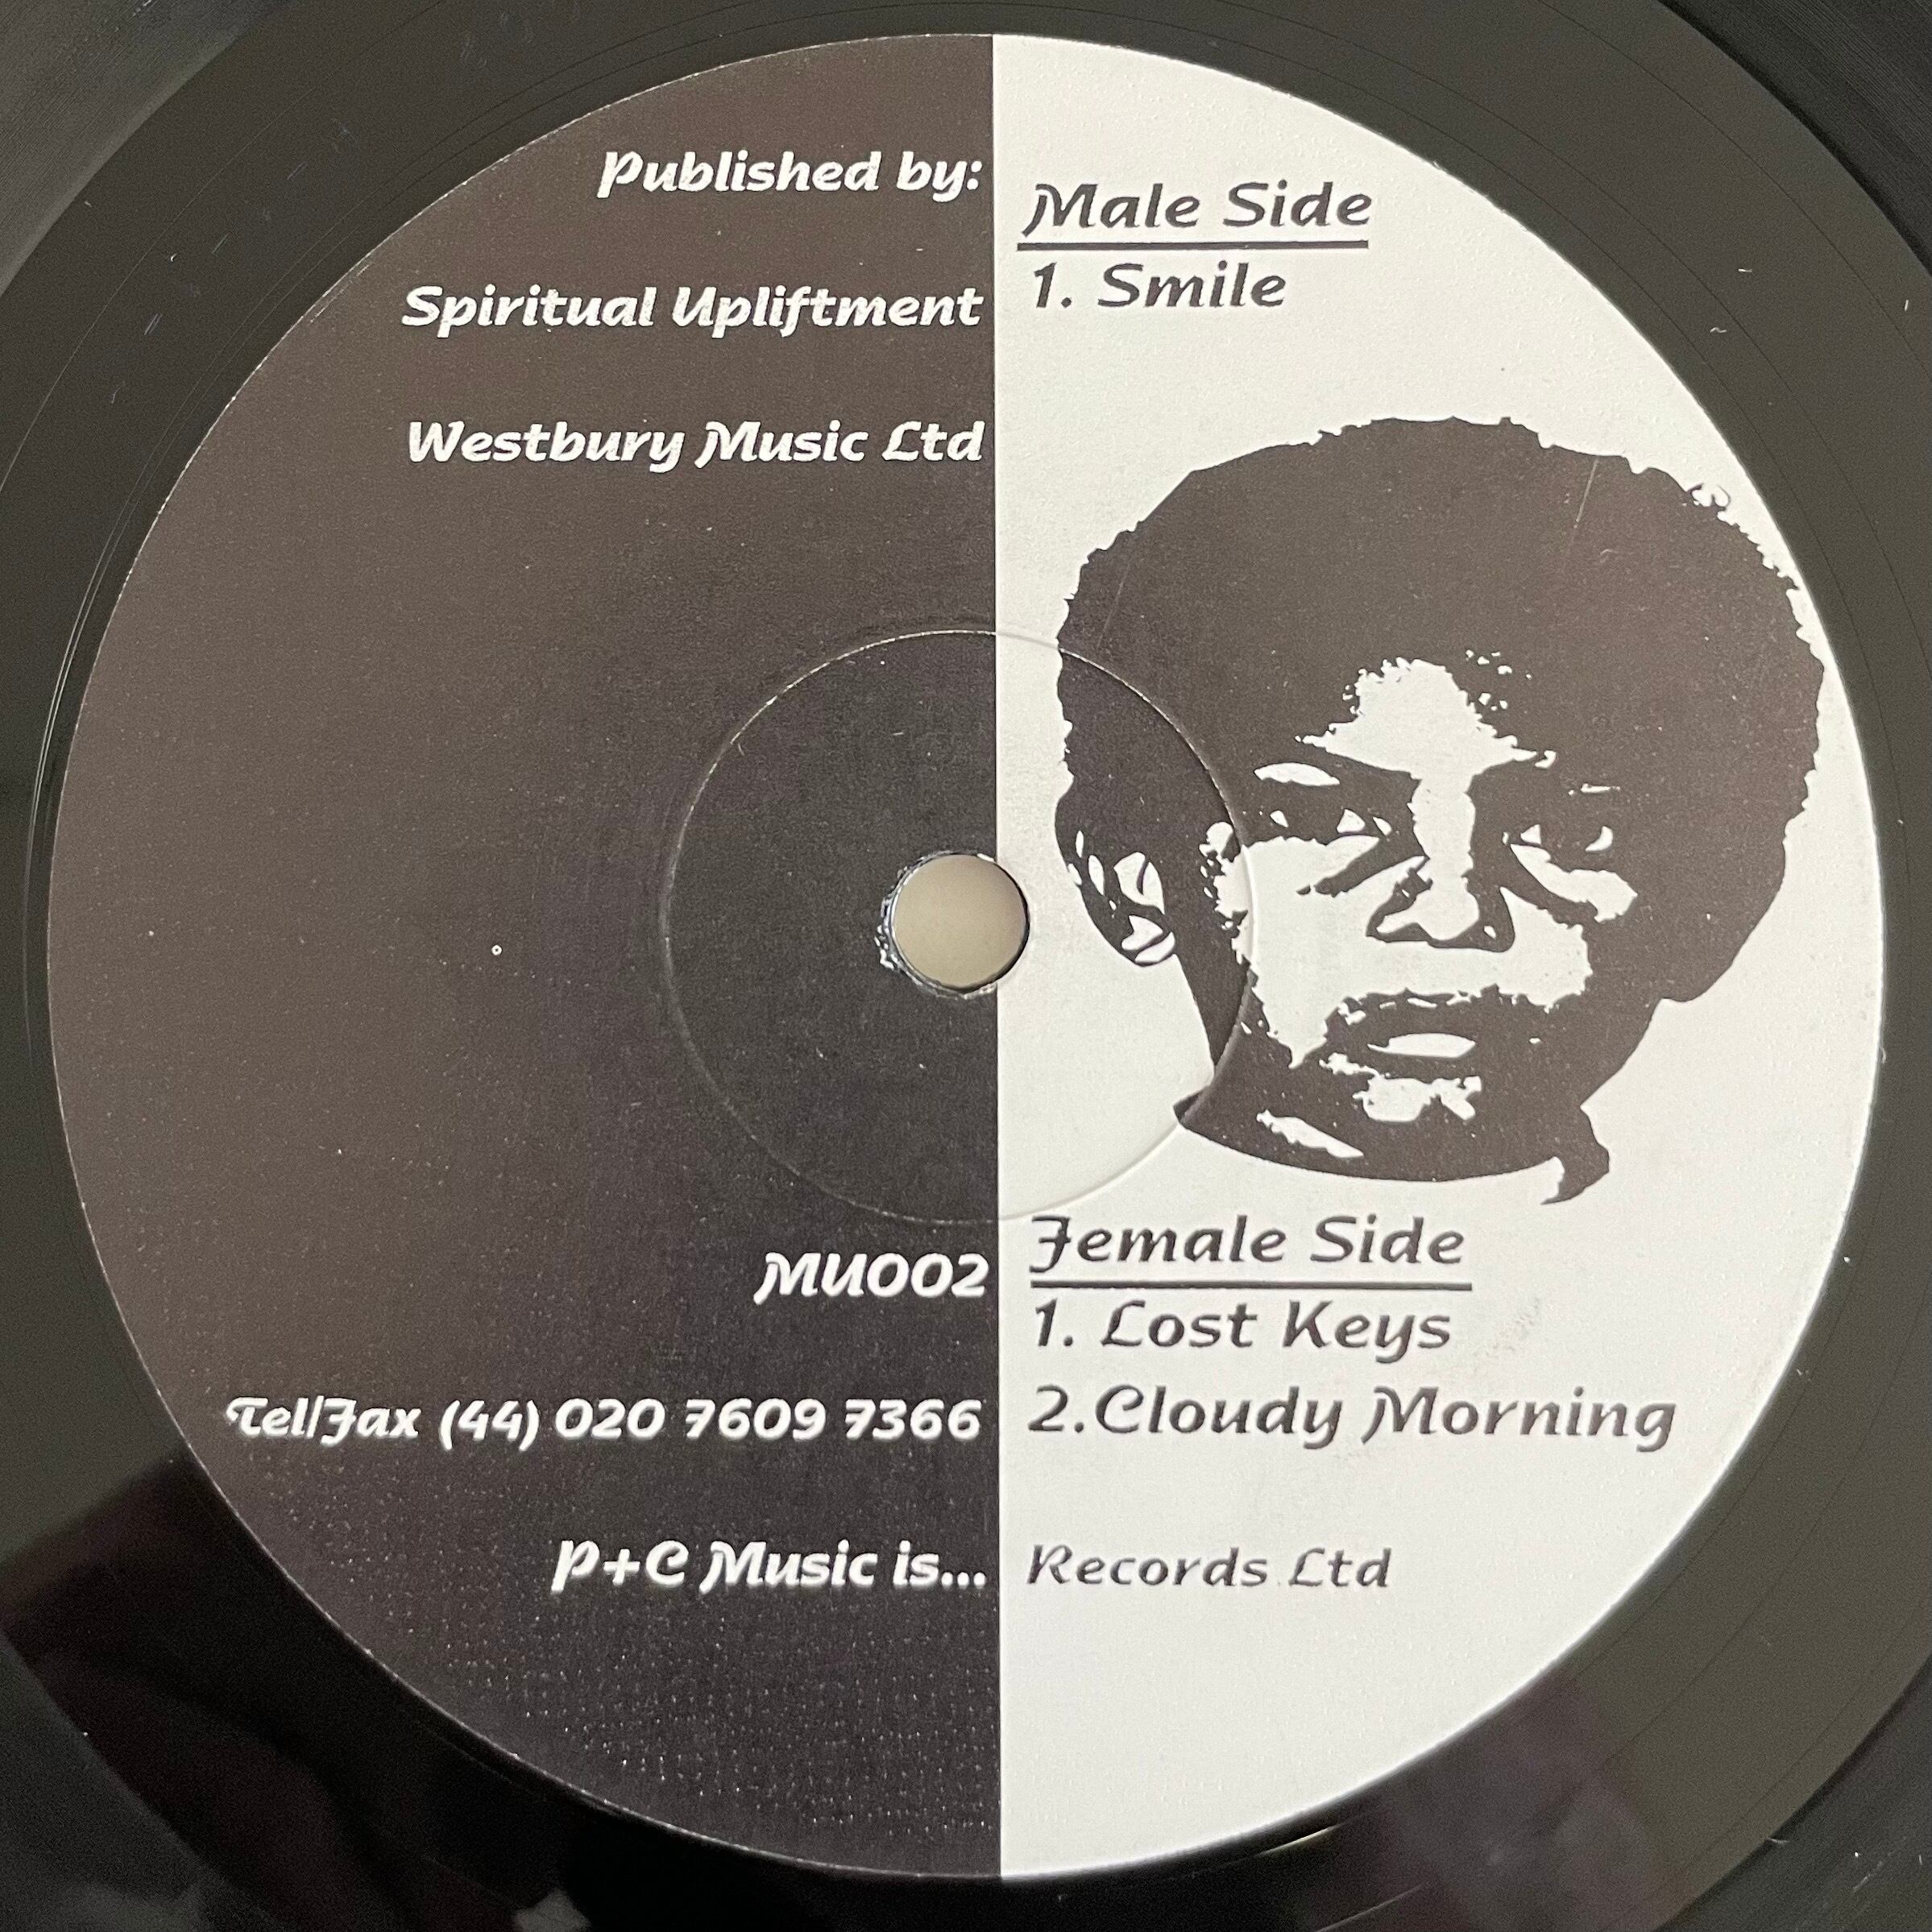 Published by:
Spiritual Upliftment
Westbury Music Ltd
Male Side
1. Smile
MU002
Tel/Fax (44) 020 7609 7366
P+C Music is...
Female Side
1. Lost Keys
2.Cloudy Morning
Records Ltd